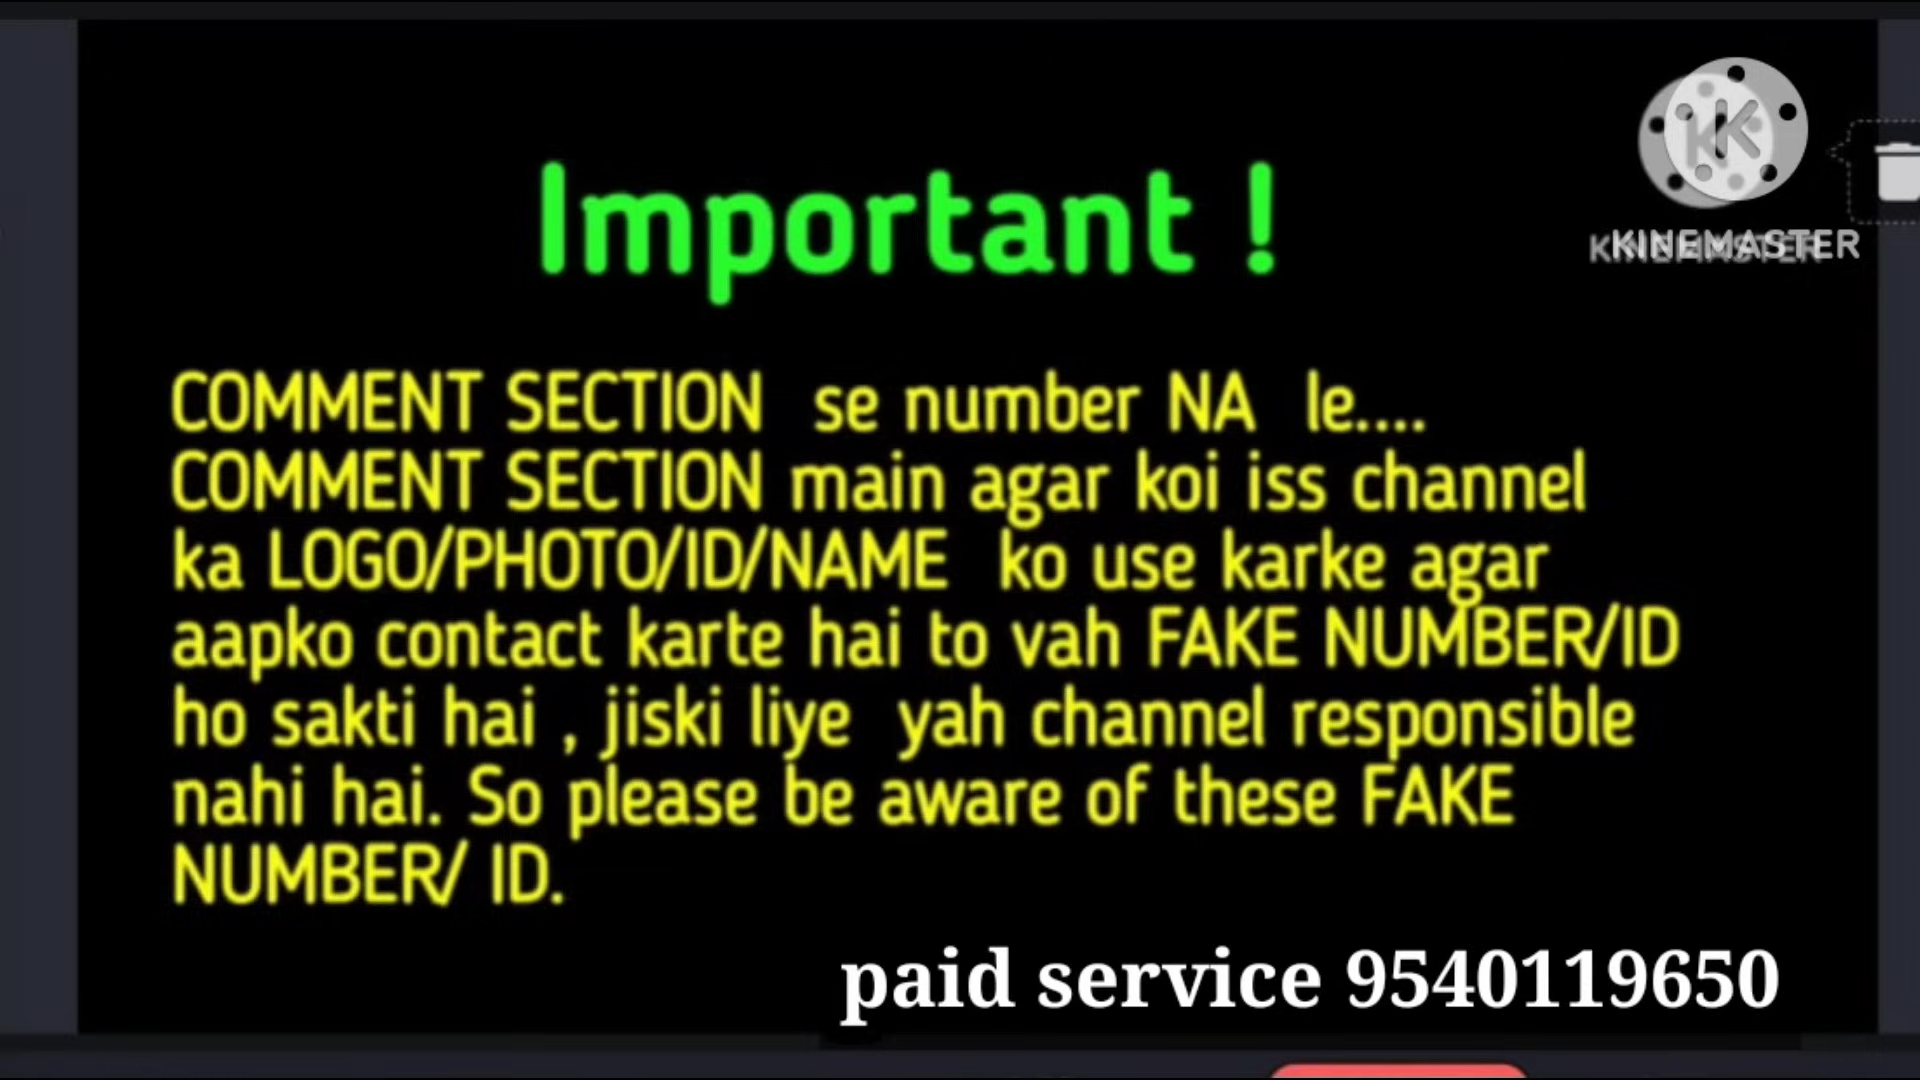 Important !
KINEMASTER
KINEMASTER
COMMENT SECTION se number NA le....
COMMENT SECTION main agar koi iss channel
ka LOGO/PHOTO/ID/NAME ko use karke agar
aapko contact karte hai to vah FAKE NUMBER/ID
ho sakti hai , jiski liye yah channel responsible
nahi hai. So please be aware of these FAKE
NUMBER/ ID.
paid service 9540119650